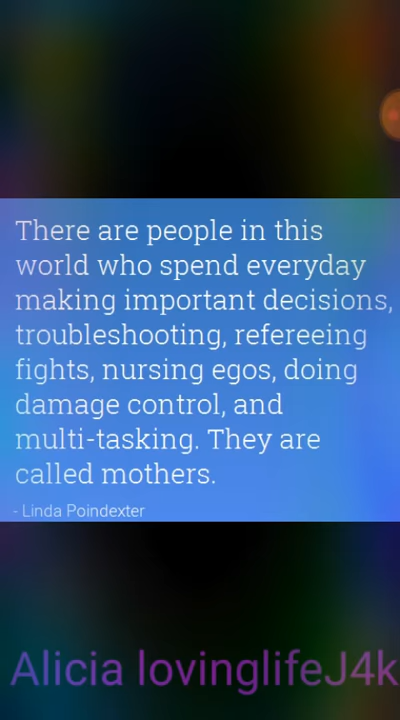 There are people in this
world who spend everyday
making important decisions,
troubleshooting, refereeing
fights, nursing egos, doing
damage control, and
multi-tasking. They are
called mothers.
- Linda Poindexter
Alicia lovinglifeJ4k